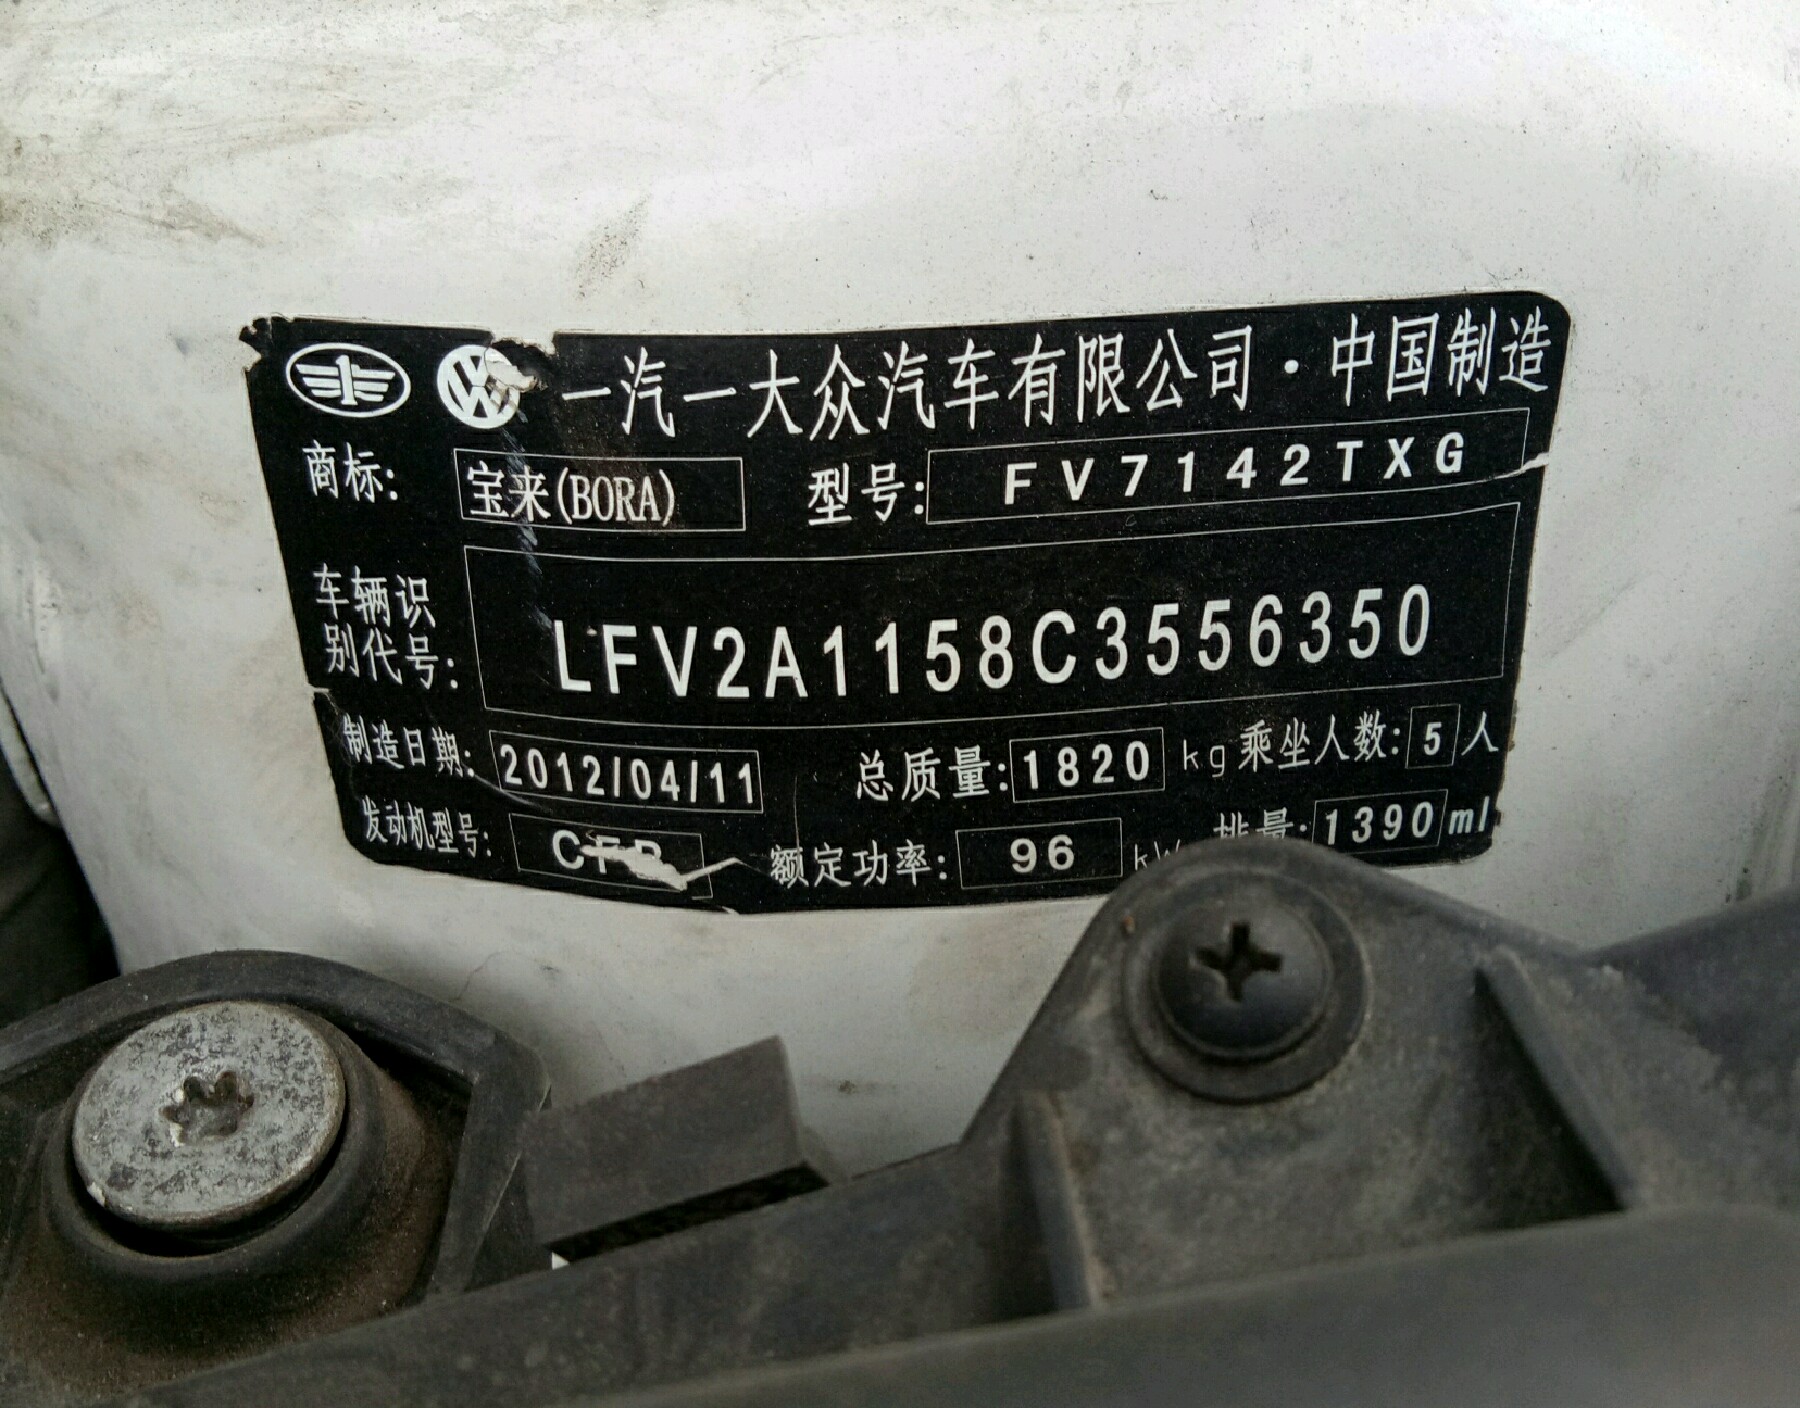 一汽一大众汽车有限公司·中国制造
商标: 宝来(BORA) 型号: FV7142TXG
车辆识别代号: LFV2A1158C3556350
制造日期: 2012/04/11 总质量: 1820 kg 乘坐人数: 5 人
发动机型号: 额定功率: 96 kW 排量: 1390 ml